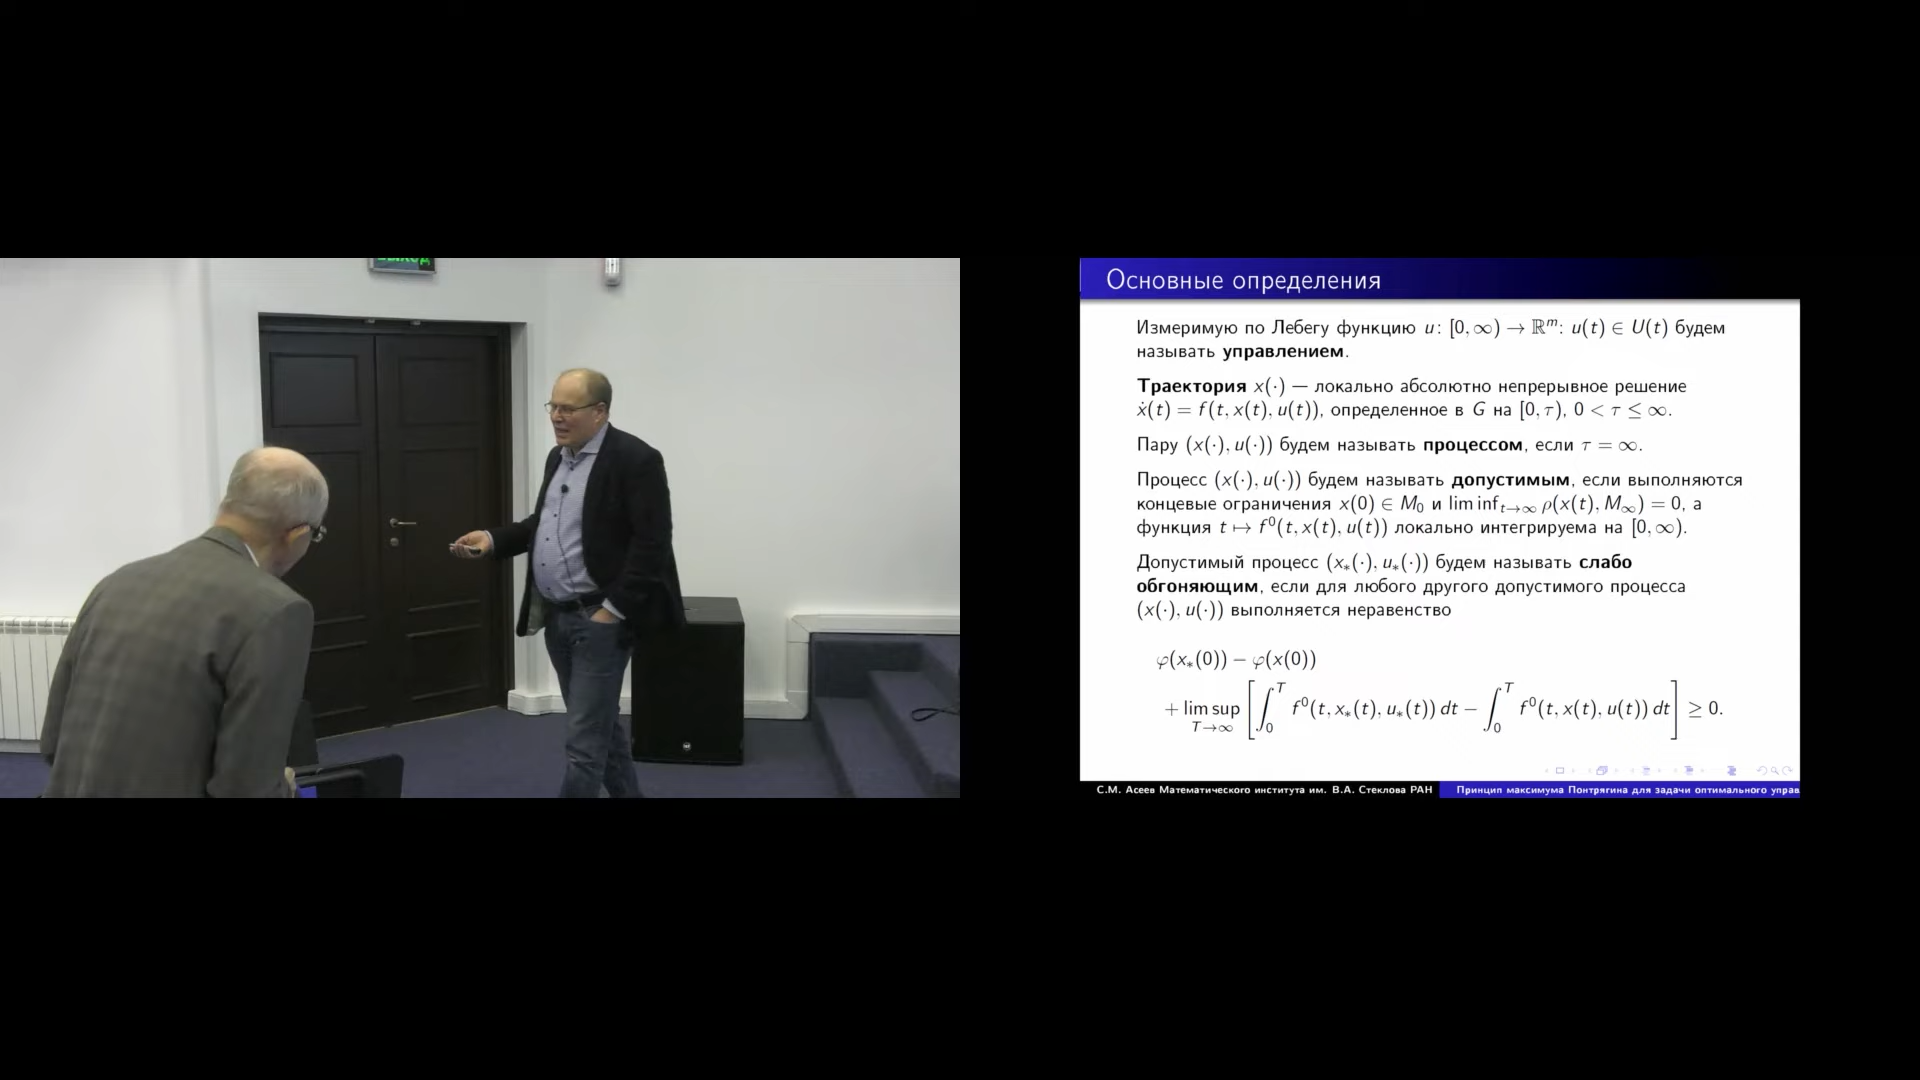 ВЫХОД
Основные определения
Измеримую по Лебегу функцию u: [0, ∞) → ℝᵐ: u(t) ∈ U(t) будем
называть управлением.
Траектория x(·) — локально абсолютно непрерывное решение
ẋ(t) = f(t, x(t), u(t)), определенное в G на [0, τ), 0 < τ ≤ ∞.
Пару (x(·), u(·)) будем называть процессом, если τ = ∞.
Процесс (x(·), u(·)) будем называть допустимым, если выполняются
концевые ограничения x(0) ∈ M₀ и lim inf_{t→∞} ρ(x(t), M_∞) = 0, а
функция t ↦ f⁰(t, x(t), u(t)) локально интегрируема на [0, ∞).
Допустимый процесс (x_*(·), u_*(·)) будем называть слабо
обгоняющим, если для любого другого допустимого процесса
(x(·), u(·)) выполняется неравенство
φ(x_*(0)) − φ(x(0))
+ lim sup_{T→∞} [∫₀ᵀ f⁰(t, x_*(t), u_*(t)) dt − ∫₀ᵀ f⁰(t, x(t), u(t)) dt] ≥ 0.
С.М. Асеев Математического института им. В.А. Стеклова РАН
Принцип максимума Понтрягина для задачи оптимального управ